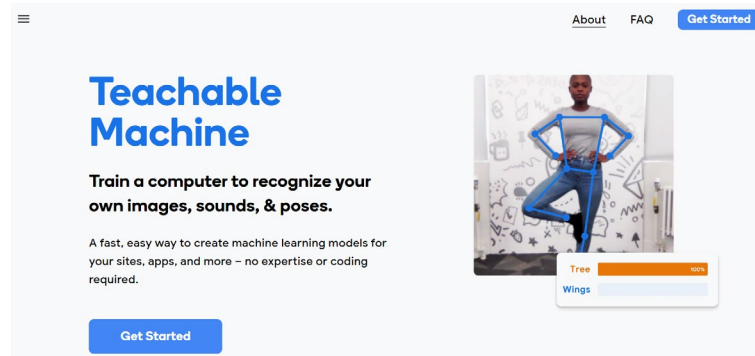 About FAQ Get Started
Teachable
Machine
Train a computer to recognize your
own images, sounds, & poses.
A fast, easy way to create machine learning models for
your sites, apps, and more – no expertise or coding
required.
Get Started
Tree 100%
Wings